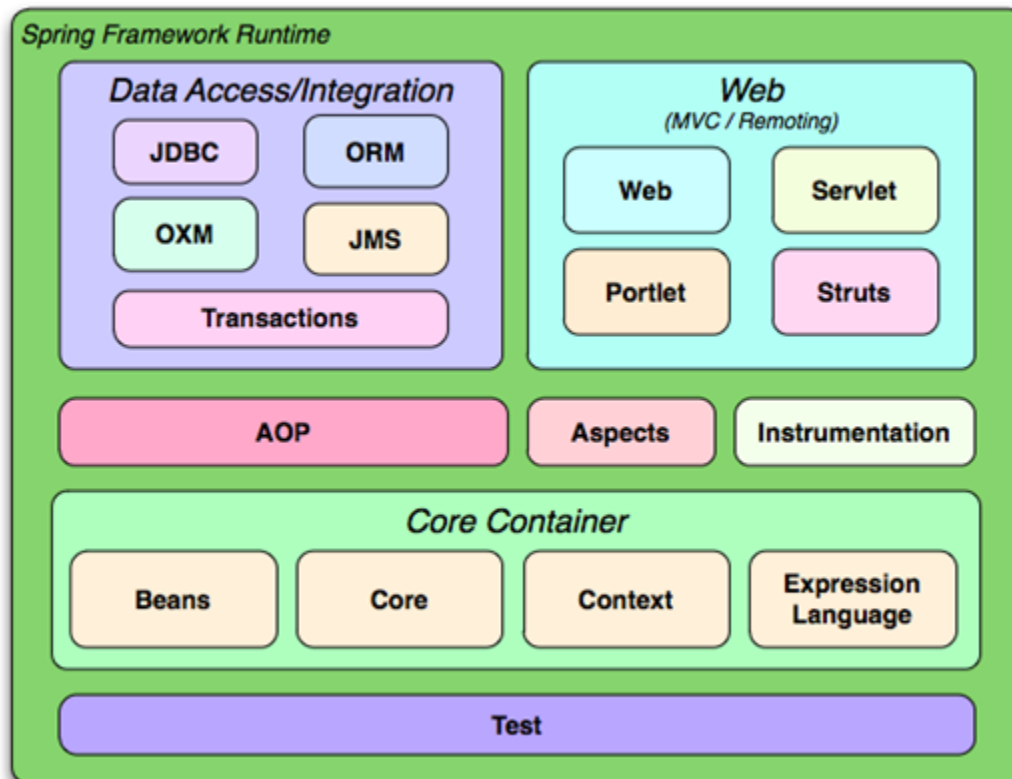 Spring Framework Runtime
Data Access/Integration
JDBC
ORM
OXM
JMS
Transactions
Web
(MVC / Remoting)
Web
Servlet
Portlet
Struts
AOP
Aspects
Instrumentation
Core Container
Beans
Core
Context
Expression
Language
Test